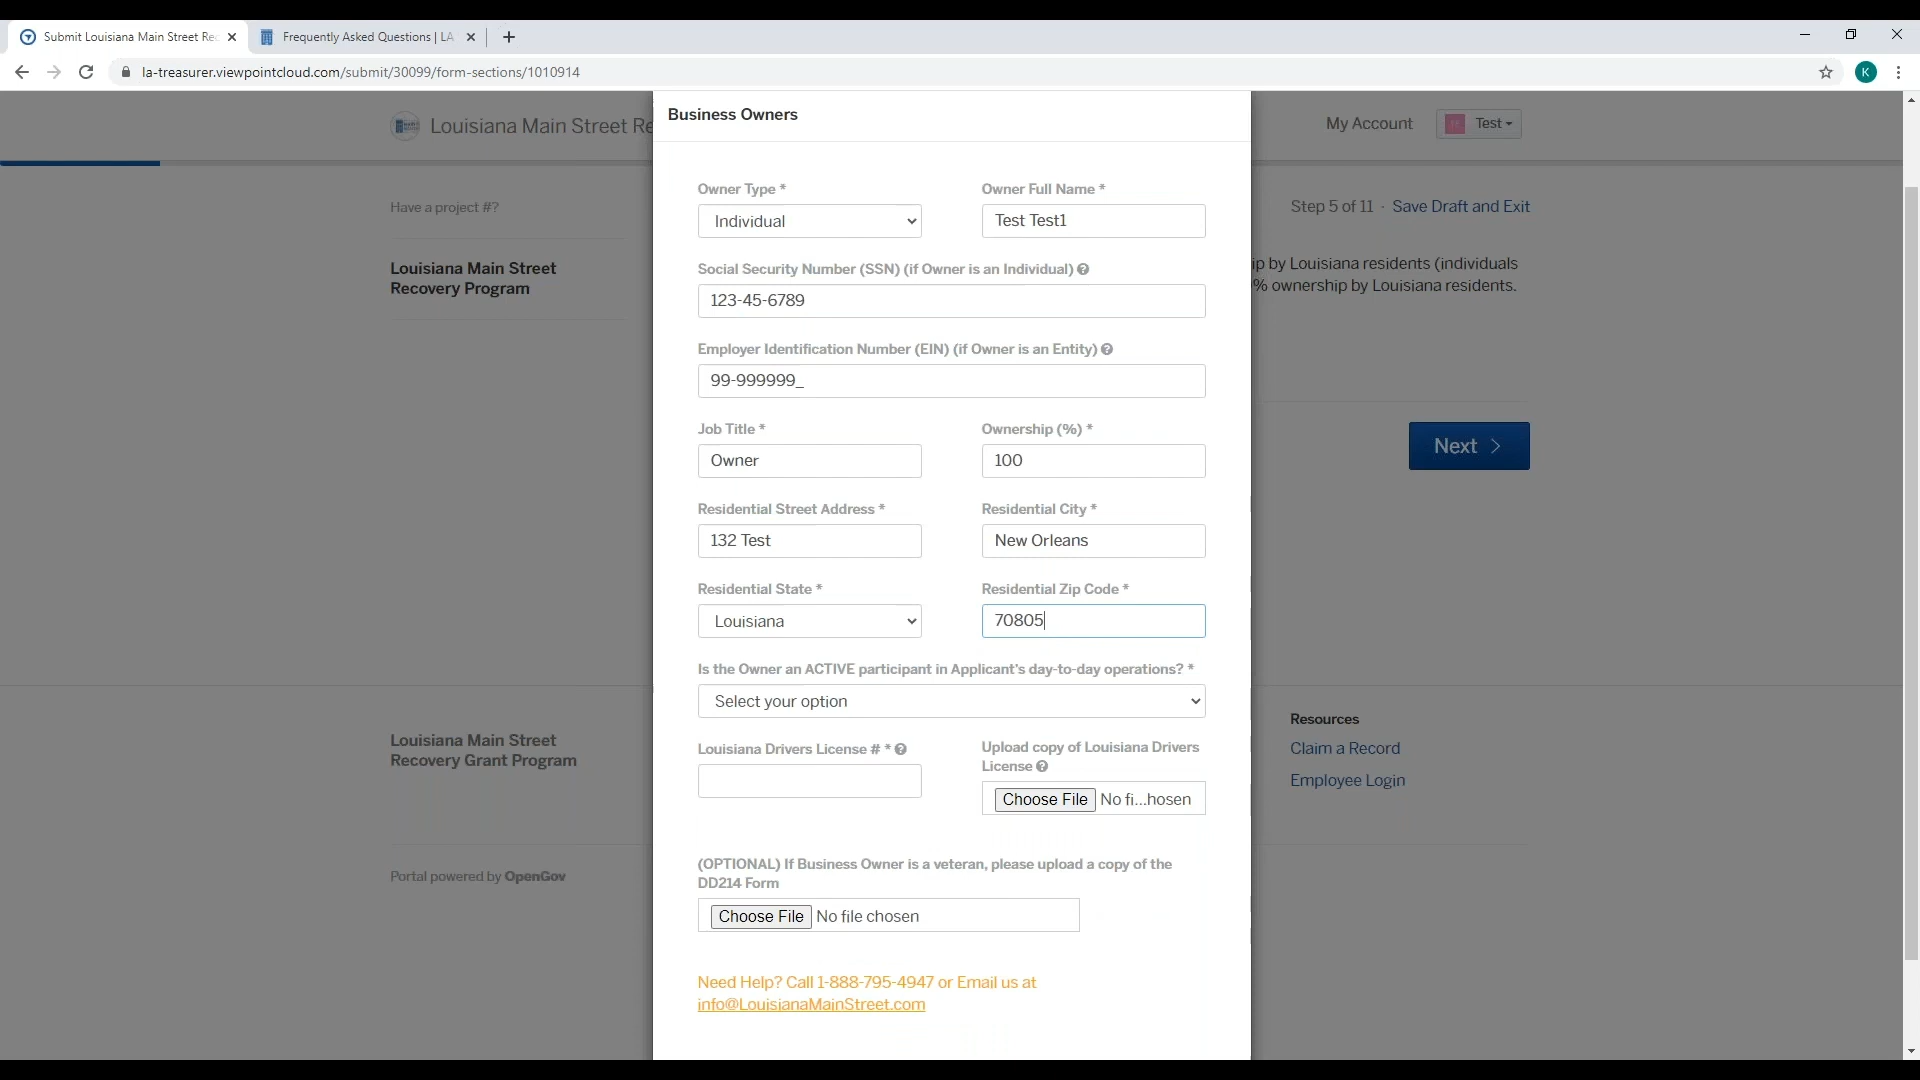 Submit Louisiana Main Street Rec
Frequently Asked Questions | LA
la-treasurer.viewpointcloud.com/submit/30099/form-sections/1010914
K
Business Owners
Louisiana Main Street Re
My Account
Test
Have a project #?
Step 5 of 11 · Save Draft and Exit
Louisiana Main Street
Recovery Program
ip by Louisiana residents (individuals
% ownership by Louisiana residents.
Owner Type *
Owner Full Name *
Individual
Test Test1
Social Security Number (SSN) (if Owner is an Individual)
123-45-6789
Employer Identification Number (EIN) (if Owner is an Entity)
99-999999_
Job Title *
Ownership (%) *
Owner
100
Next
Residential Street Address *
Residential City *
132 Test
New Orleans
Residential State *
Residential Zip Code *
Louisiana
70805
Is the Owner an ACTIVE participant in Applicant's day-to-day operations? *
Select your option
Louisiana Drivers License # *
Upload copy of Louisiana Drivers
License
Choose File No fi...hosen
(OPTIONAL) If Business Owner is a veteran, please upload a copy of the
DD214 Form
Choose File No file chosen
Need Help? Call 1-888-795-4947 or Email us at
info@LouisianaMainStreet.com
Louisiana Main Street
Recovery Grant Program
Portal powered by OpenGov
Resources
Claim a Record
Employee Login